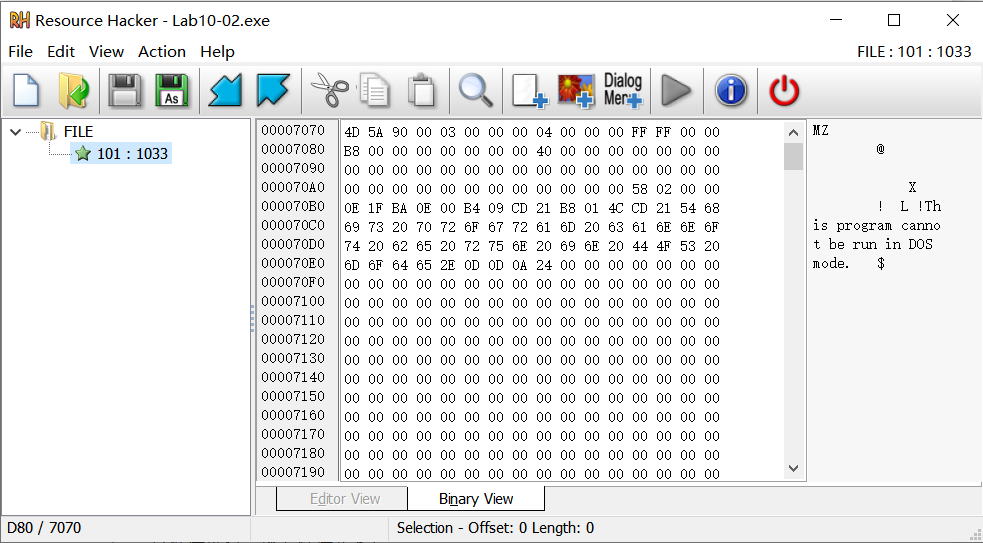 Resource Hacker - Lab10-02.exe
File Edit View Action Help FILE : 101 : 1033
As Dialog Men
FILE
101 : 1033
00007070 4D 5A 90 00 03 00 00 00 04 00 00 00 FF FF 00 00 MZ
00007080 B8 00 00 00 00 00 00 00 40 00 00 00 00 00 00 00 @
00007090 00 00 00 00 00 00 00 00 00 00 00 00 00 00 00 00
000070A0 00 00 00 00 00 00 00 00 00 00 00 00 58 02 00 00 X
000070B0 0E 1F BA 0E 00 B4 09 CD 21 B8 01 4C CD 21 54 68 ! L !Th
000070C0 69 73 20 70 72 6F 67 72 61 6D 20 63 61 6E 6E 6F is program canno
000070D0 74 20 62 65 20 72 75 6E 20 69 6E 20 44 4F 53 20 t be run in DOS
000070E0 6D 6F 64 65 2E 0D 0D 0A 24 00 00 00 00 00 00 00 mode. $
000070F0 00 00 00 00 00 00 00 00 00 00 00 00 00 00 00 00
00007100 00 00 00 00 00 00 00 00 00 00 00 00 00 00 00 00
00007110 00 00 00 00 00 00 00 00 00 00 00 00 00 00 00 00
00007120 00 00 00 00 00 00 00 00 00 00 00 00 00 00 00 00
00007130 00 00 00 00 00 00 00 00 00 00 00 00 00 00 00 00
00007140 00 00 00 00 00 00 00 00 00 00 00 00 00 00 00 00
00007150 00 00 00 00 00 00 00 00 00 00 00 00 00 00 00 00
00007160 00 00 00 00 00 00 00 00 00 00 00 00 00 00 00 00
00007170 00 00 00 00 00 00 00 00 00 00 00 00 00 00 00 00
00007180 00 00 00 00 00 00 00 00 00 00 00 00 00 00 00 00
00007190 00 00 00 00 00 00 00 00 00 00 00 00 00 00 00 00
Editor View Binary View
D80 / 7070 Selection - Offset: 0 Length: 0